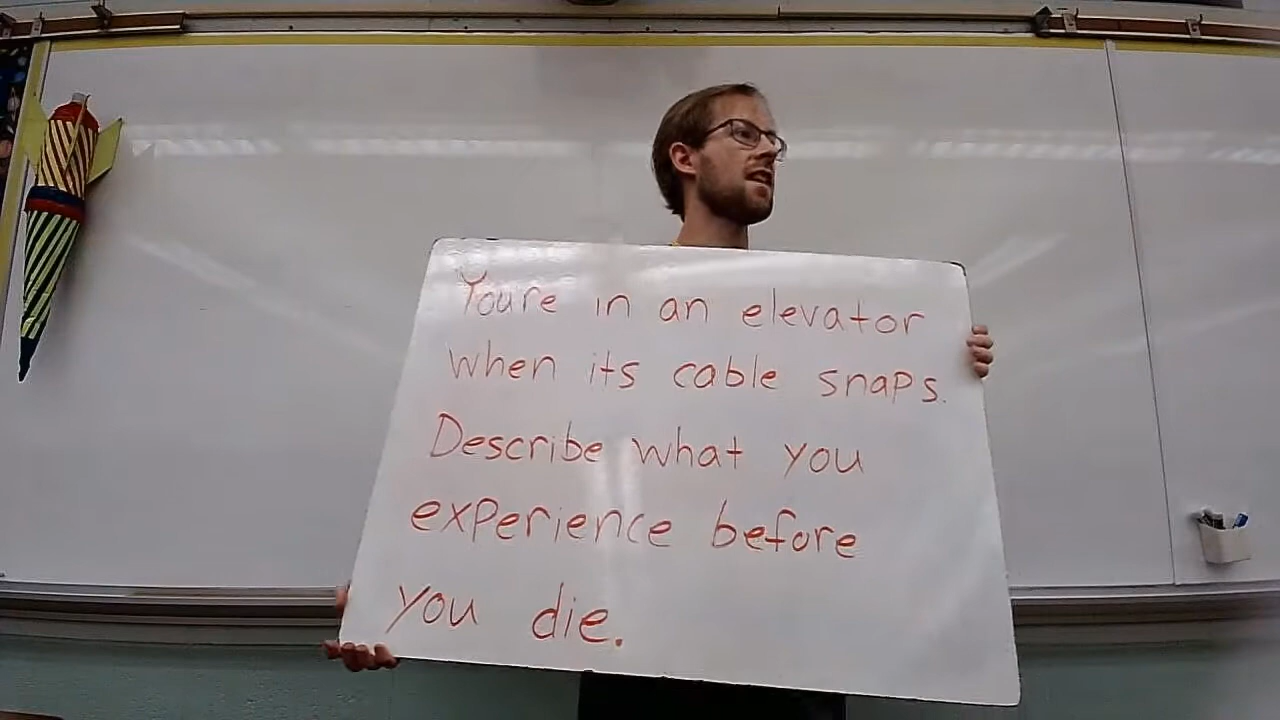 Youre in an elevator
when its cable snaps.
Describe what you
experience before
you die.